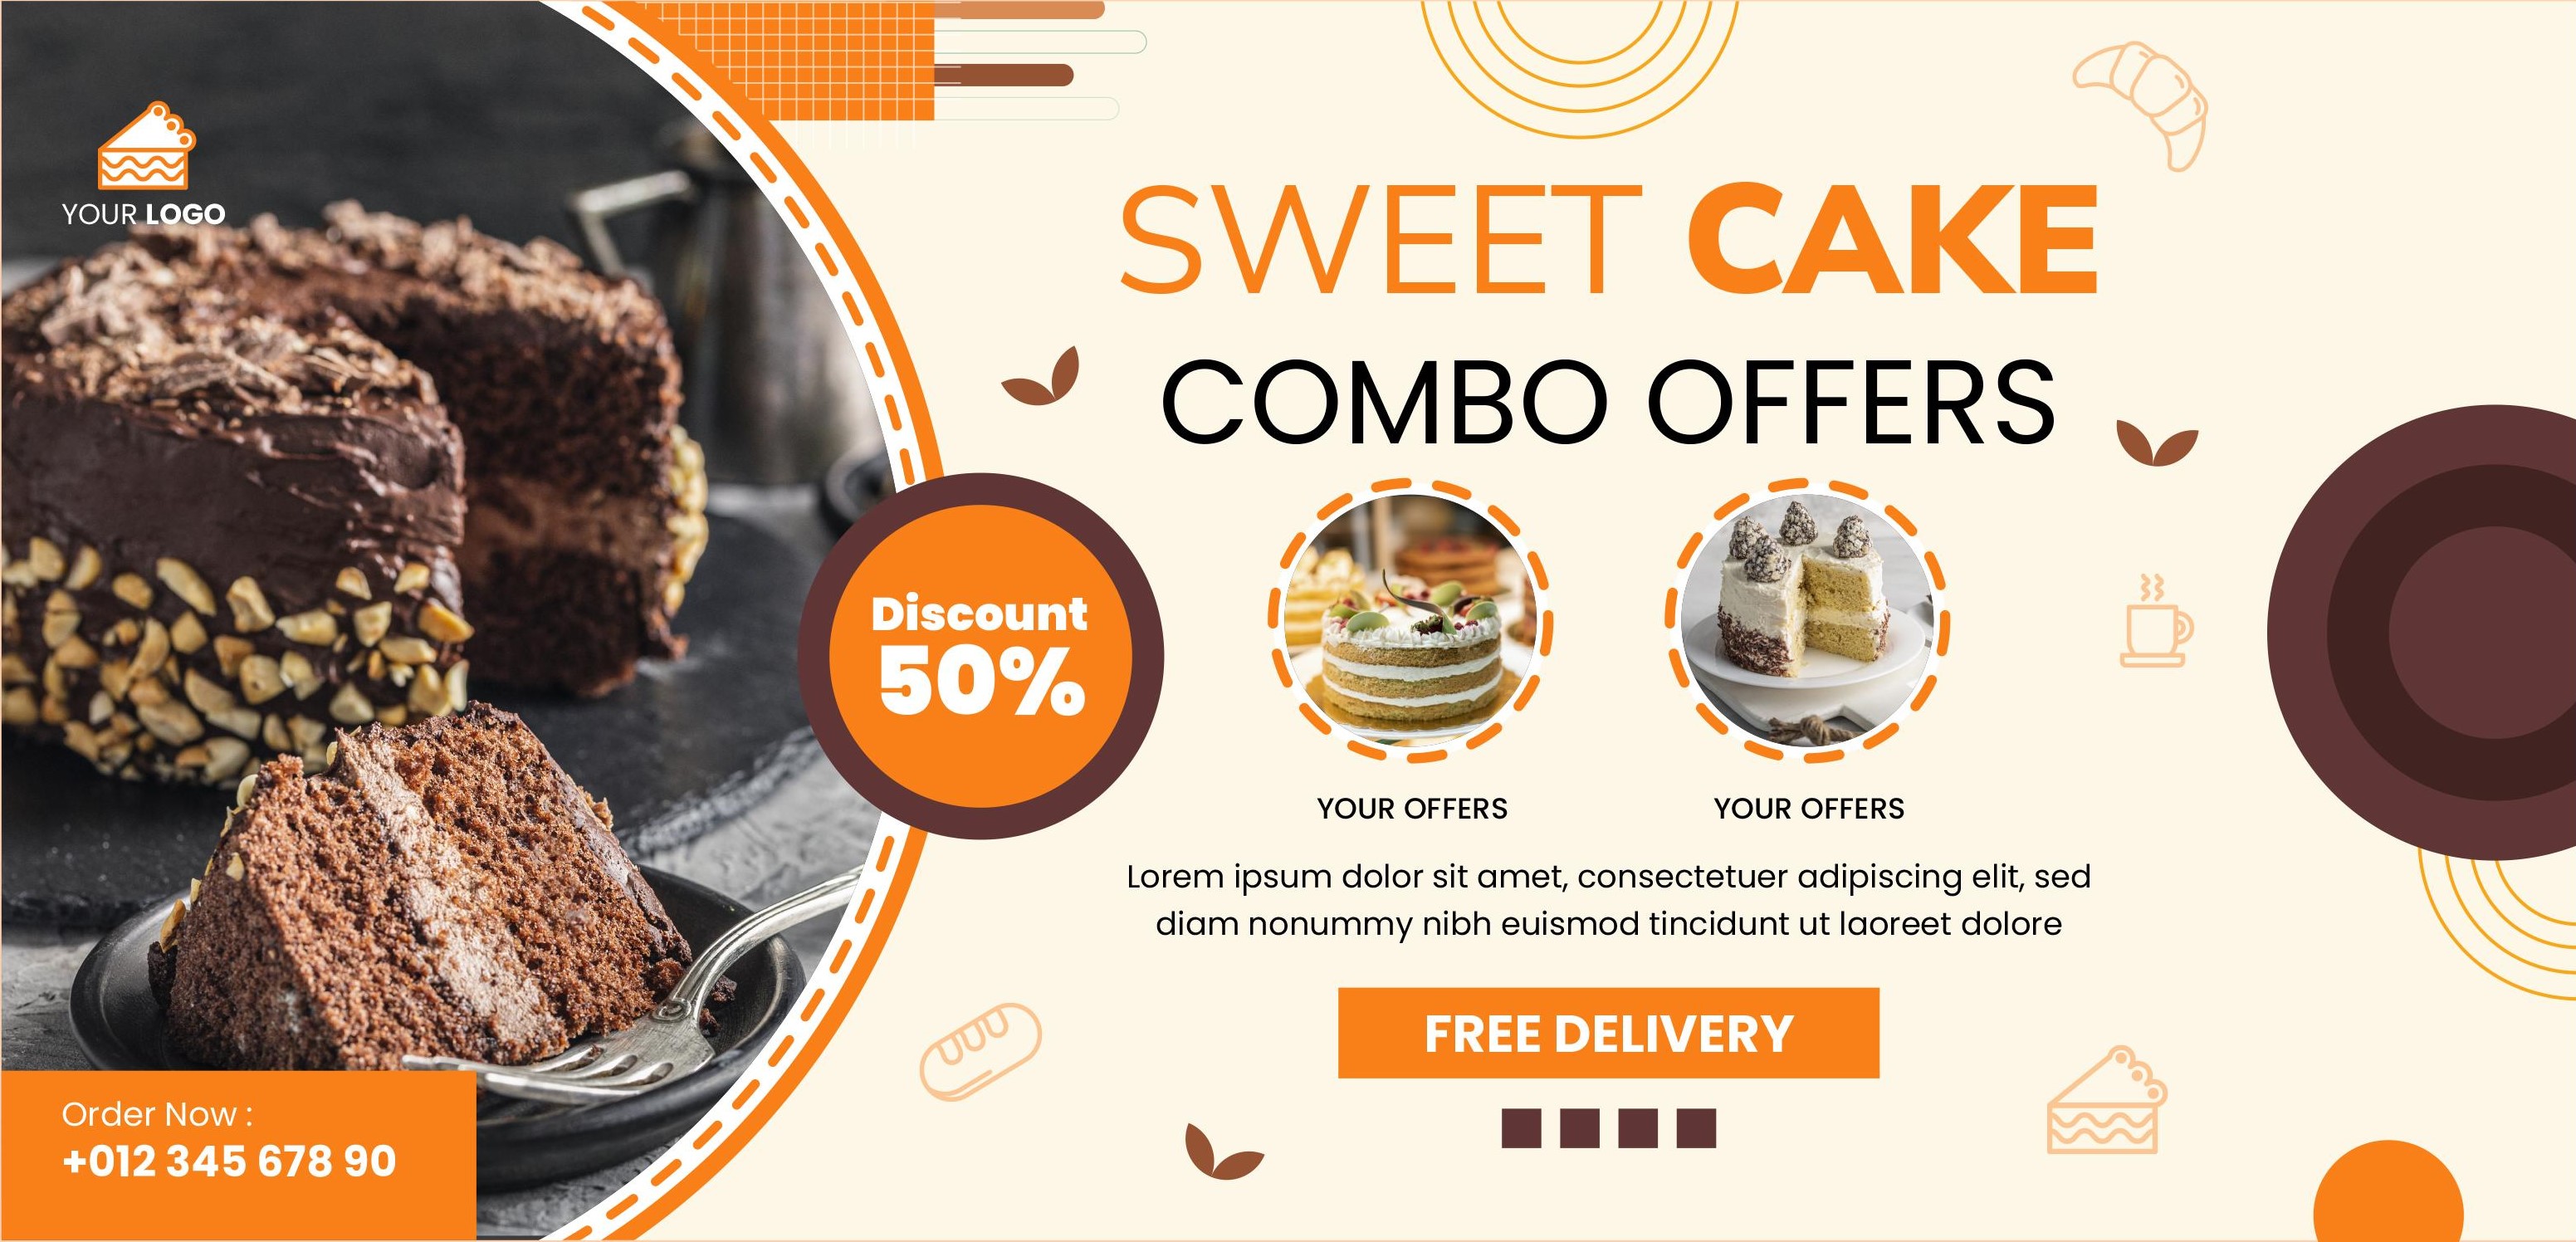 YOUR LOGO
SWEET CAKE
COMBO OFFERS
Discount
50%
YOUR OFFERS
YOUR OFFERS
Lorem ipsum dolor sit amet, consectetuer adipiscing elit, sed
diam nonummy nibh euismod tincidunt ut laoreet dolore
FREE DELIVERY
Order Now :
+012 345 678 90